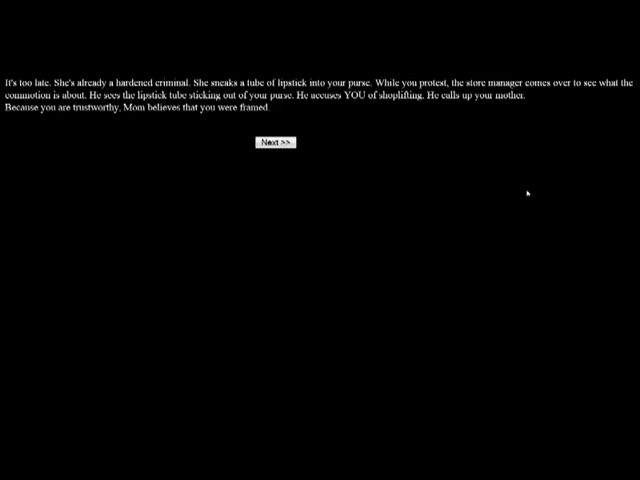 It's too late. She's already a hardened criminal. She sneaks a tube of lipstick into your purse. While you protest, the store manager comes over to see what the
commotion is about. He sees the lipstick tube sticking out of your purse. He accuses YOU of shoplifting. He calls up your mother.
Because you are trustworthy, Mom believes that you were framed.
Next >>